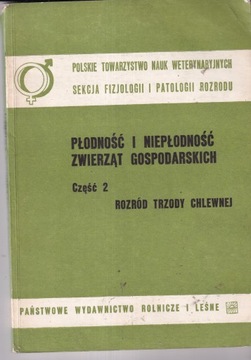 POLSKIE TOWARZYSTWO NAUK WETERYNARYJNYCH
SEKCJA FIZJOLOGII I PATOLOGII ROZRODU
PŁODNOŚĆ I NIEPŁODNOŚĆ
ZWIERZĄT GOSPODARSKICH
Część 2
ROZRÓD TRZODY CHLEWNEJ
PAŃSTWOWE WYDAWNICTWO ROLNICZE I LEŚNE